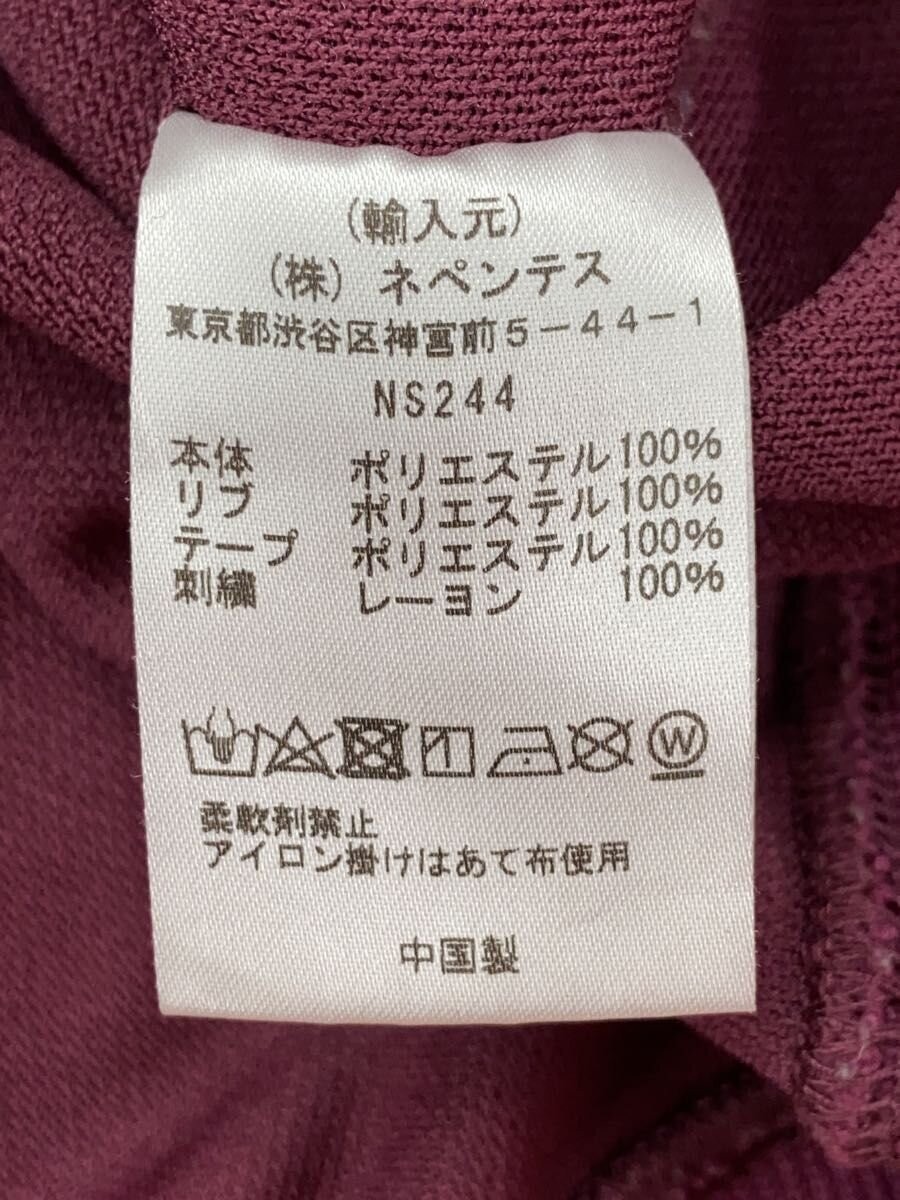 (輸入元)
(株) ネペンテス
東京都渋谷区神宮前5-44-1
NS244
本体 ポリエステル100%
リブ ポリエステル100%
テープ ポリエステル100%
刺繍 レーヨン 100%
W
柔軟剤禁止
アイロン掛けはあて布使用
中国製